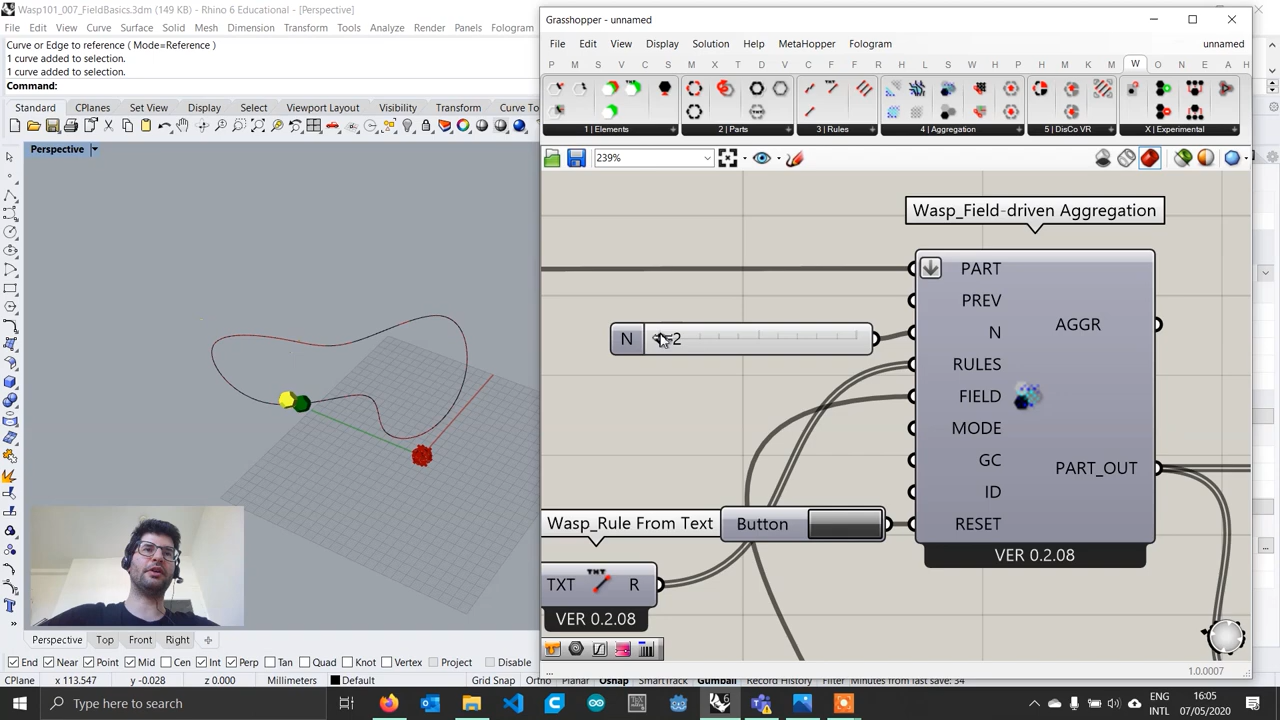 Wasp101_007_FieldBasics.3dm (149 KB) - Rhino 6 Educational - [Perspective]
File Edit View Curve Surface Solid Mesh Dimension Transform Tools Aggregate Render Panels Fologram
Curve or Edge to reference ( Mode=Reference )
1 curve added to selection.
1 curve added to selection.
Command:
Standard CPlanes Set View Display Select Viewport Layout Visibility Transform Curve To
Perspective
Perspective Top Front Right
End Near Point Mid Cen Int Perp Tan Quad Knot Vertex Project Disable
CPlane x 113.547 y -0.028 z 0.000 Millimeters Default Grid Snap Ortho Planar Osnap SmartTrack Gumball Record History Filter Minutes from last save: 34
Grasshopper - unnamed
File Edit View Display Solution Help MetaHopper Fologram unnamed
P M S V C S M X P V K F R H L S W T K U W D H K M L W O S E A H
1 | Elements 2 | Parts 3 | Rules 4 | Aggregation 5 | DisCo VR X | Experimental
239%
Wasp_Field-driven Aggregation
PART
PREV
N
RULES
FIELD
MODE
GC
ID
RESET
AGGR
PART_OUT
VER 0.2.08
N 2
Button
Wasp_Rule From Text
TXT R
VER 0.2.08
1.0.0007
Type here to search
ENG
INTL
16:05
07/05/2020